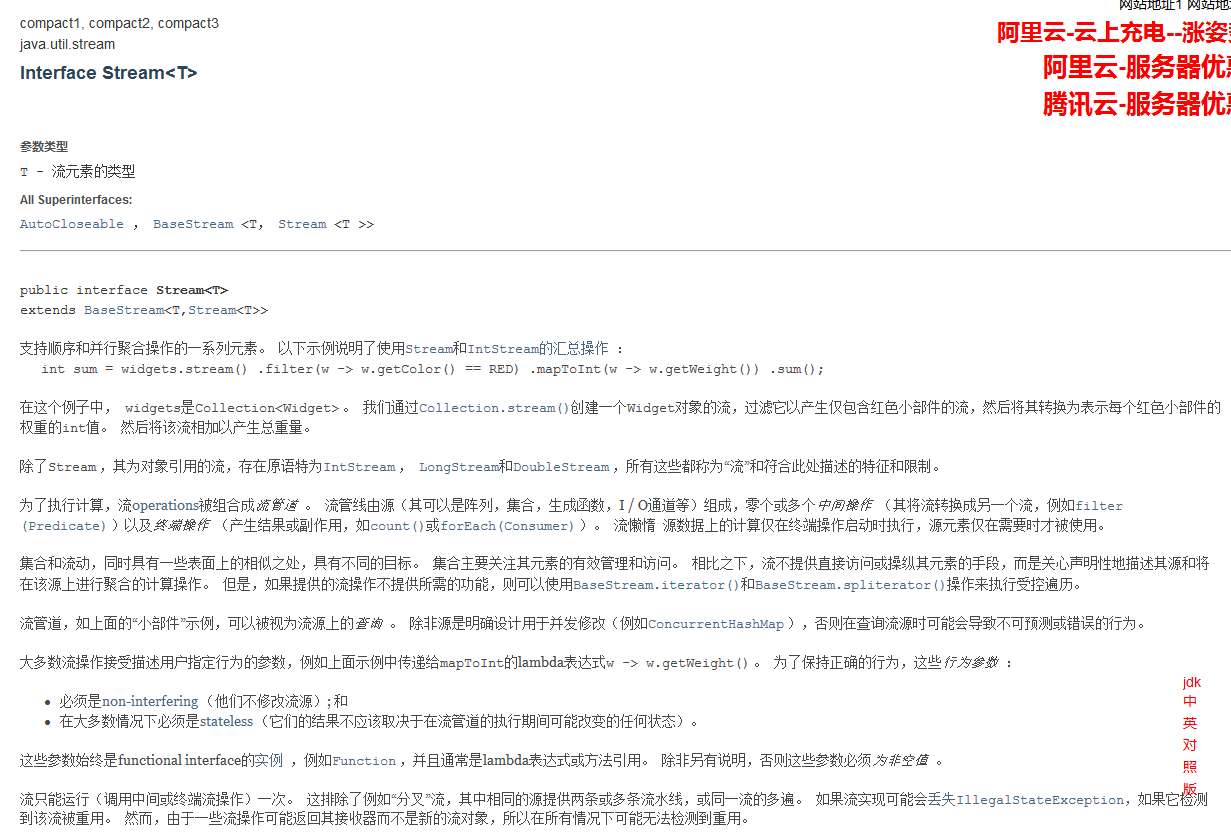 网站地址1 网站地
compact1, compact2, compact3
阿里云-云上充电--涨姿
java.util.stream
Interface Stream<T>
阿里云-服务器优
腾讯云-服务器优
参数类型
T - 流元素的类型
All Superinterfaces:
AutoCloseable ， BaseStream <T， Stream <T >>
public interface Stream<T>
extends BaseStream<T,Stream<T>>
支持顺序和并行聚合操作的一系列元素。 以下示例说明了使用Stream和IntStream的汇总操作 ：
int sum = widgets.stream() .filter(w -> w.getColor() == RED) .mapToInt(w -> w.getWeight()) .sum();
在这个例子中， widgets是Collection<Widget> 。 我们通过Collection.stream()创建一个Widget对象的流，过滤它以产生仅包含红色小部件的流，然后将其转换为表示每个红色小部件的
权重的int值。 然后将该流相加以产生总重量。
除了Stream ，其为对象引用的流，存在原语特为IntStream ， LongStream和DoubleStream ，所有这些都称为“流”和符合此处描述的特征和限制。
为了执行计算，流operations被组合成流管道 。 流管线由源（其可以是阵列，集合，生成函数，I / O通道等）组成，零个或多个中间操作 （其将流转换成另一个流，例如filter
(Predicate) ）以及终端操作 （产生结果或副作用，如count()或forEach(Consumer) ）。 流懒惰 源数据上的计算仅在终端操作启动时执行，源元素仅在需要时才被使用。
集合和流动，同时具有一些表面上的相似之处，具有不同的目标。 集合主要关注其元素的有效管理和访问。 相比之下，流不提供直接访问或操纵其元素的手段，而是关心声明性地描述其源和将
在该源上进行聚合的计算操作。 但是，如果提供的流操作不提供所需的功能，则可以使用BaseStream.iterator()和BaseStream.spliterator()操作来执行受控遍历。
流管道，如上面的“小部件”示例，可以被视为流源上的查询 。 除非源是明确设计用于并发修改（例如ConcurrentHashMap ），否则在查询流源时可能会导致不可预测或错误的行为。
大多数流操作接受描述用户指定行为的参数，例如上面示例中传递给mapToInt的lambda表达式w -> w.getWeight() 。 为了保持正确的行为，这些行为参数 ：
• 必须是non-interfering（他们不修改流源）; 和
• 在大多数情况下必须是stateless（它们的结果不应该取决于在流管道的执行期间可能改变的任何状态）。
这些参数始终是functional interface的实例 ，例如Function ，并且通常是lambda表达式或方法引用。 除非另有说明，否则这些参数必须为非空值 。
流只能运行（调用中间或终端流操作）一次。 这排除了例如“分叉”流，其中相同的源提供两条或多条流水线，或同一流的多遍。 如果流实现可能会丢失IllegalStateException，如果它检测
到该流被重用。 然而，由于一些流操作可能返回其接收器而不是新的流对象，所以在所有情况下可能无法检测到重用。
jdk
中
英
对
照
版